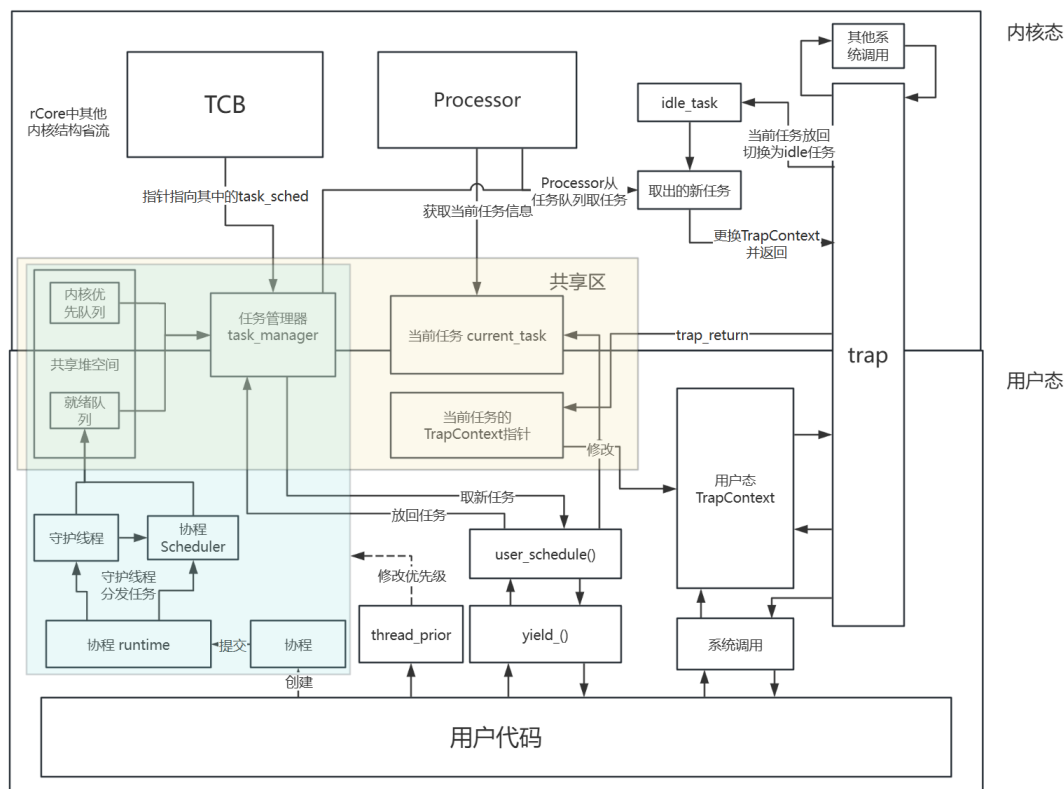 内核态
其他系
统调用
TCB
Processor
idle_task
rCore中其他
内核结构省流
当前任务放回
切换为idle任务
指针指向其中的task_sched
Processor从
任务队列取任务
获取当前任务信息
取出的新任务
更换TrapContext
并返回
共享区
内核优
先队列
任务管理器
task_manager
当前任务 current_task
trap_return
trap
共享堆空间
用户态
就绪队
列
当前任务的
TrapContext指针
修改
用户态
TrapContext
取新任务
放回任务
守护线程
协程
Scheduler
user_schedule()
守护线程
分发任务
修改优先级
协程 runtime
提交
协程
thread_prior
yield_()
系统调用
创建
用户代码